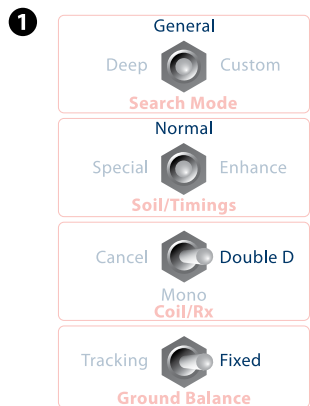 1
General
Deep Custom
Search Mode
Normal
Special Enhance
Soil/Timings
Cancel Double D
Mono
Coil/Rx
Tracking Fixed
Ground Balance